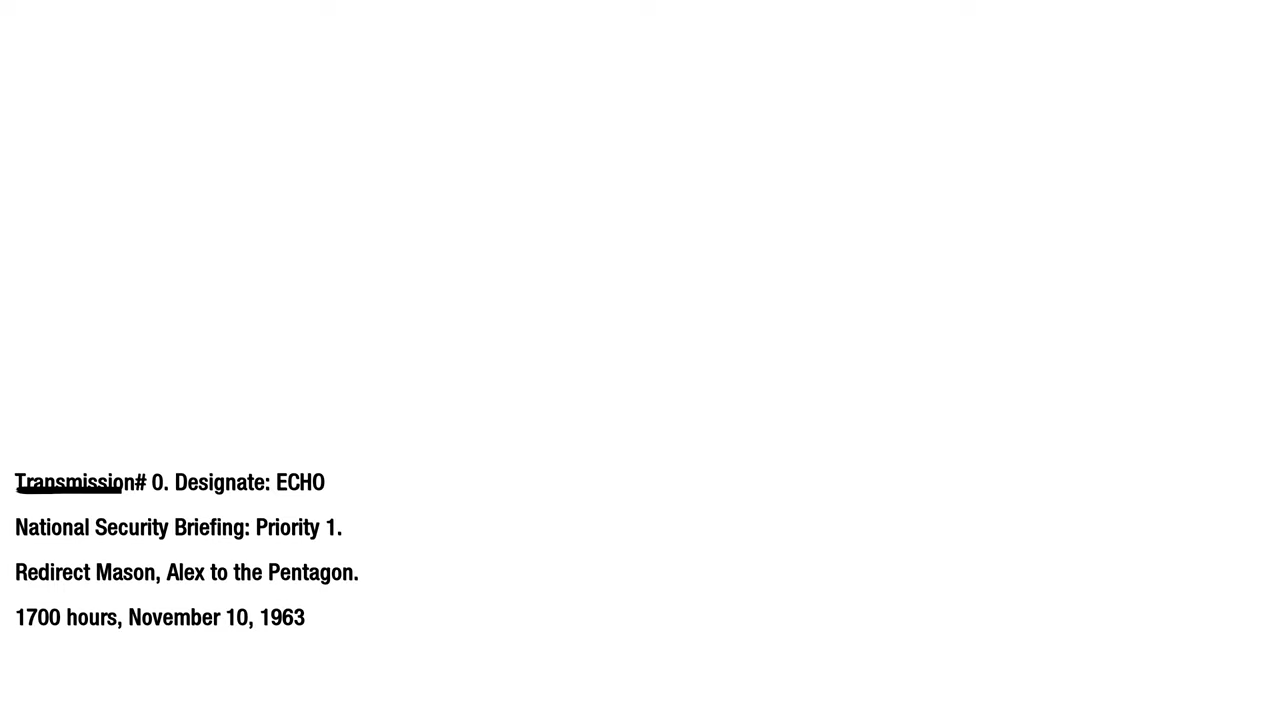 Transmission# 0. Designate: ECHO
National Security Briefing: Priority 1.
Redirect Mason, Alex to the Pentagon.
1700 hours, November 10, 1963